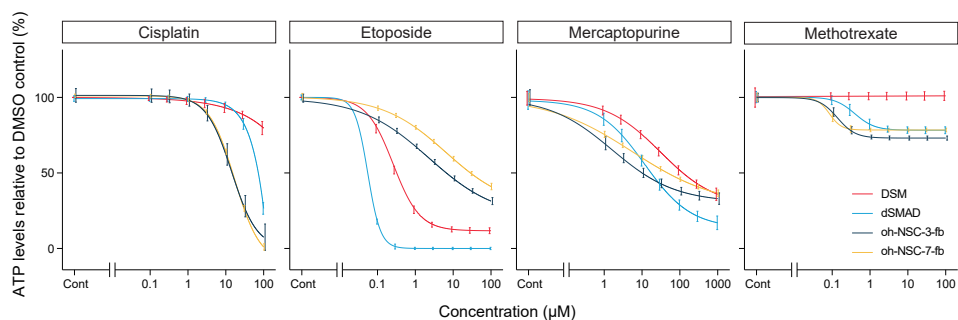 Cisplatin
Etoposide
Mercaptopurine
Methotrexate
ATP levels relative to DMSO control (%)
100
50
0
DSM
dSMAD
oh-NSC-3-fb
oh-NSC-7-fb
Cont 0.1 1 10 100
Cont 0.1 1 10 100
Cont 1 10 100 1000
Cont 0.1 1 10 100
Concentration (µM)